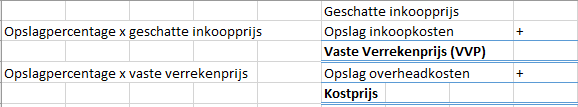 Geschatte inkoopprijs
Opslagpercentage x geschatte inkoopprijs Opslag inkoopkosten +
Vaste Verrekenprijs (VVP)
Opslagpercentage x vaste verrekenprijs Opslag overheadkosten +
Kostprijs